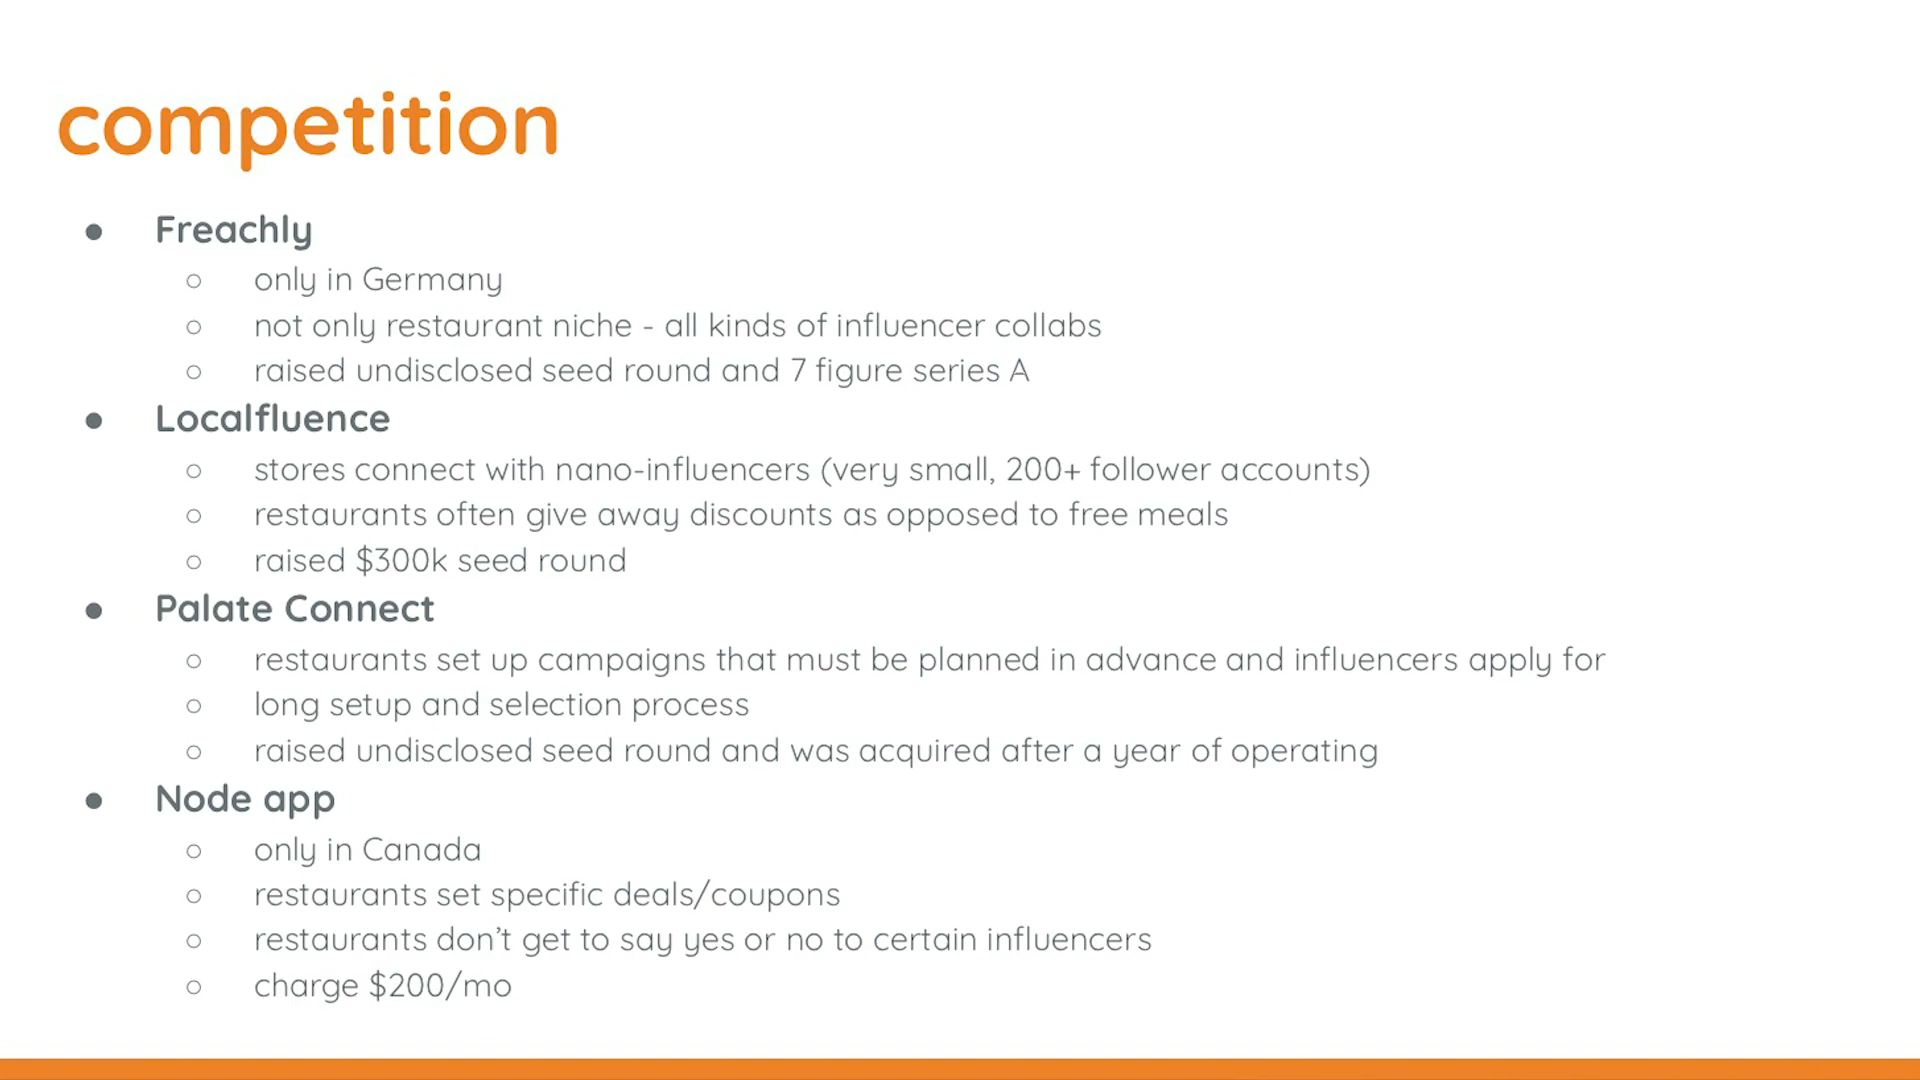 competition
● Freachly
○ only in Germany
○ not only restaurant niche - all kinds of influencer collabs
○ raised undisclosed seed round and 7 figure series A
● Localfluence
○ stores connect with nano-influencers (very small, 200+ follower accounts)
○ restaurants often give away discounts as opposed to free meals
○ raised $300k seed round
● Palate Connect
○ restaurants set up campaigns that must be planned in advance and influencers apply for
○ long setup and selection process
○ raised undisclosed seed round and was acquired after a year of operating
● Node app
○ only in Canada
○ restaurants set specific deals/coupons
○ restaurants don’t get to say yes or no to certain influencers
○ charge $200/mo